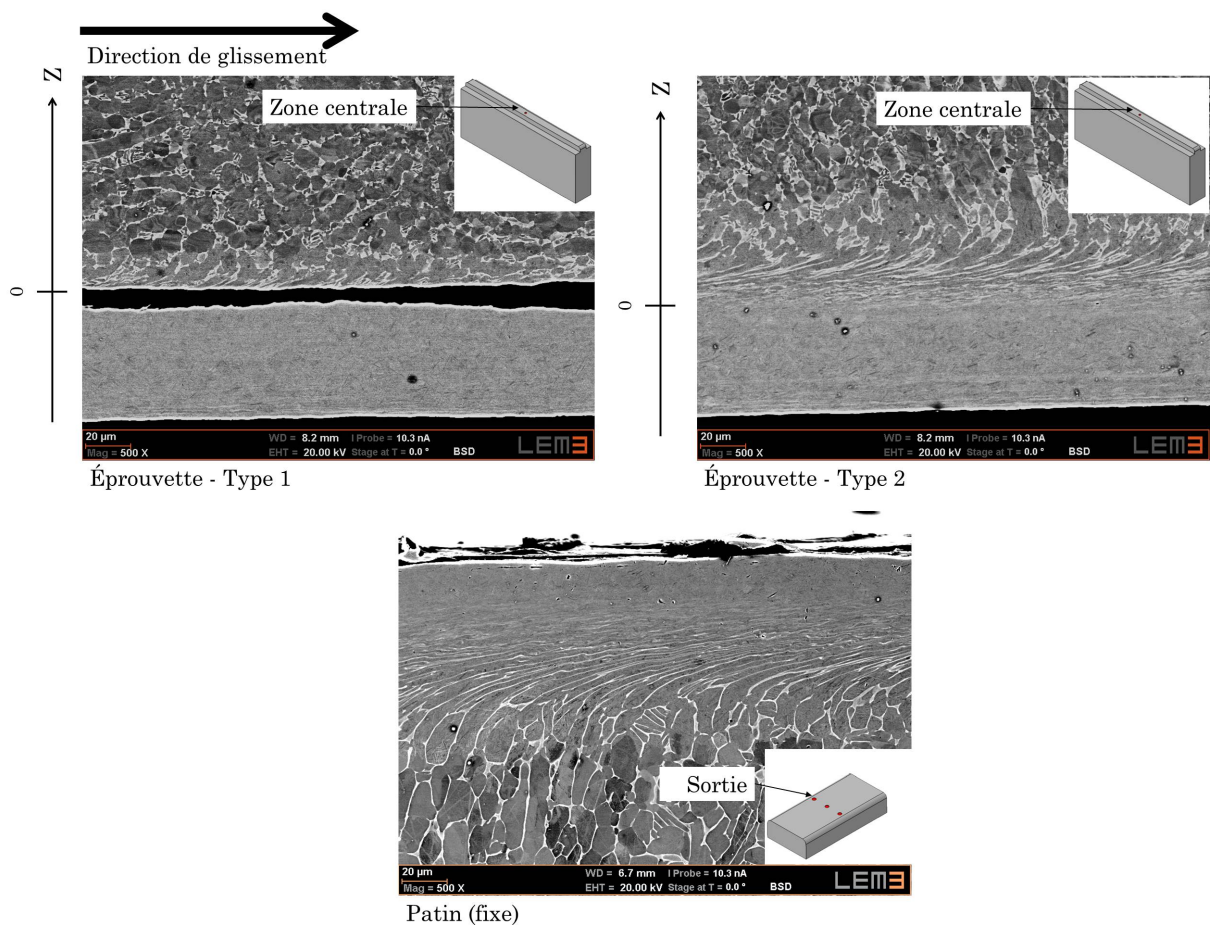 Direction de glissement
Z
0
Zone centrale
20 µm
Mag = 500 X
WD = 8.2 mm I Probe = 10.3 nA
EHT = 20.00 kV Stage at T = 0.0 ° BSD
LEM3
Éprouvette - Type 1
Z
0
Zone centrale
20 µm
Mag = 500 X
WD = 8.2 mm I Probe = 10.3 nA
EHT = 20.00 kV Stage at T = 0.0 ° BSD
LEM3
Éprouvette - Type 2
Sortie
20 µm
Mag = 500 X
WD = 6.7 mm I Probe = 10.3 nA
EHT = 20.00 kV Stage at T = 0.0 ° BSD
LEM3
Patin (fixe)